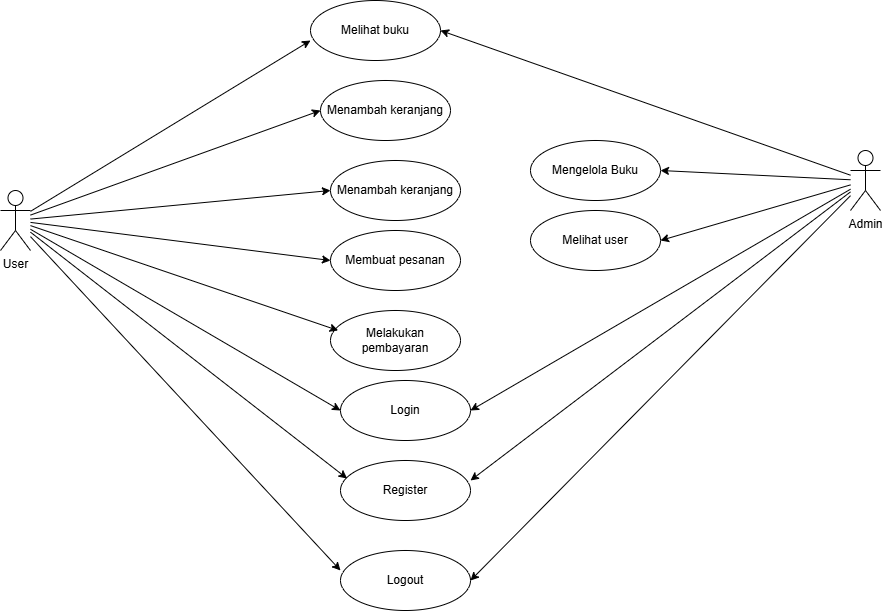 Melihat buku
Menambah keranjang
Mengelola Buku
Menambah keranjang
Admin
Melihat user
User
Membuat pesanan
Melakukan
pembayaran
Login
Register
Logout